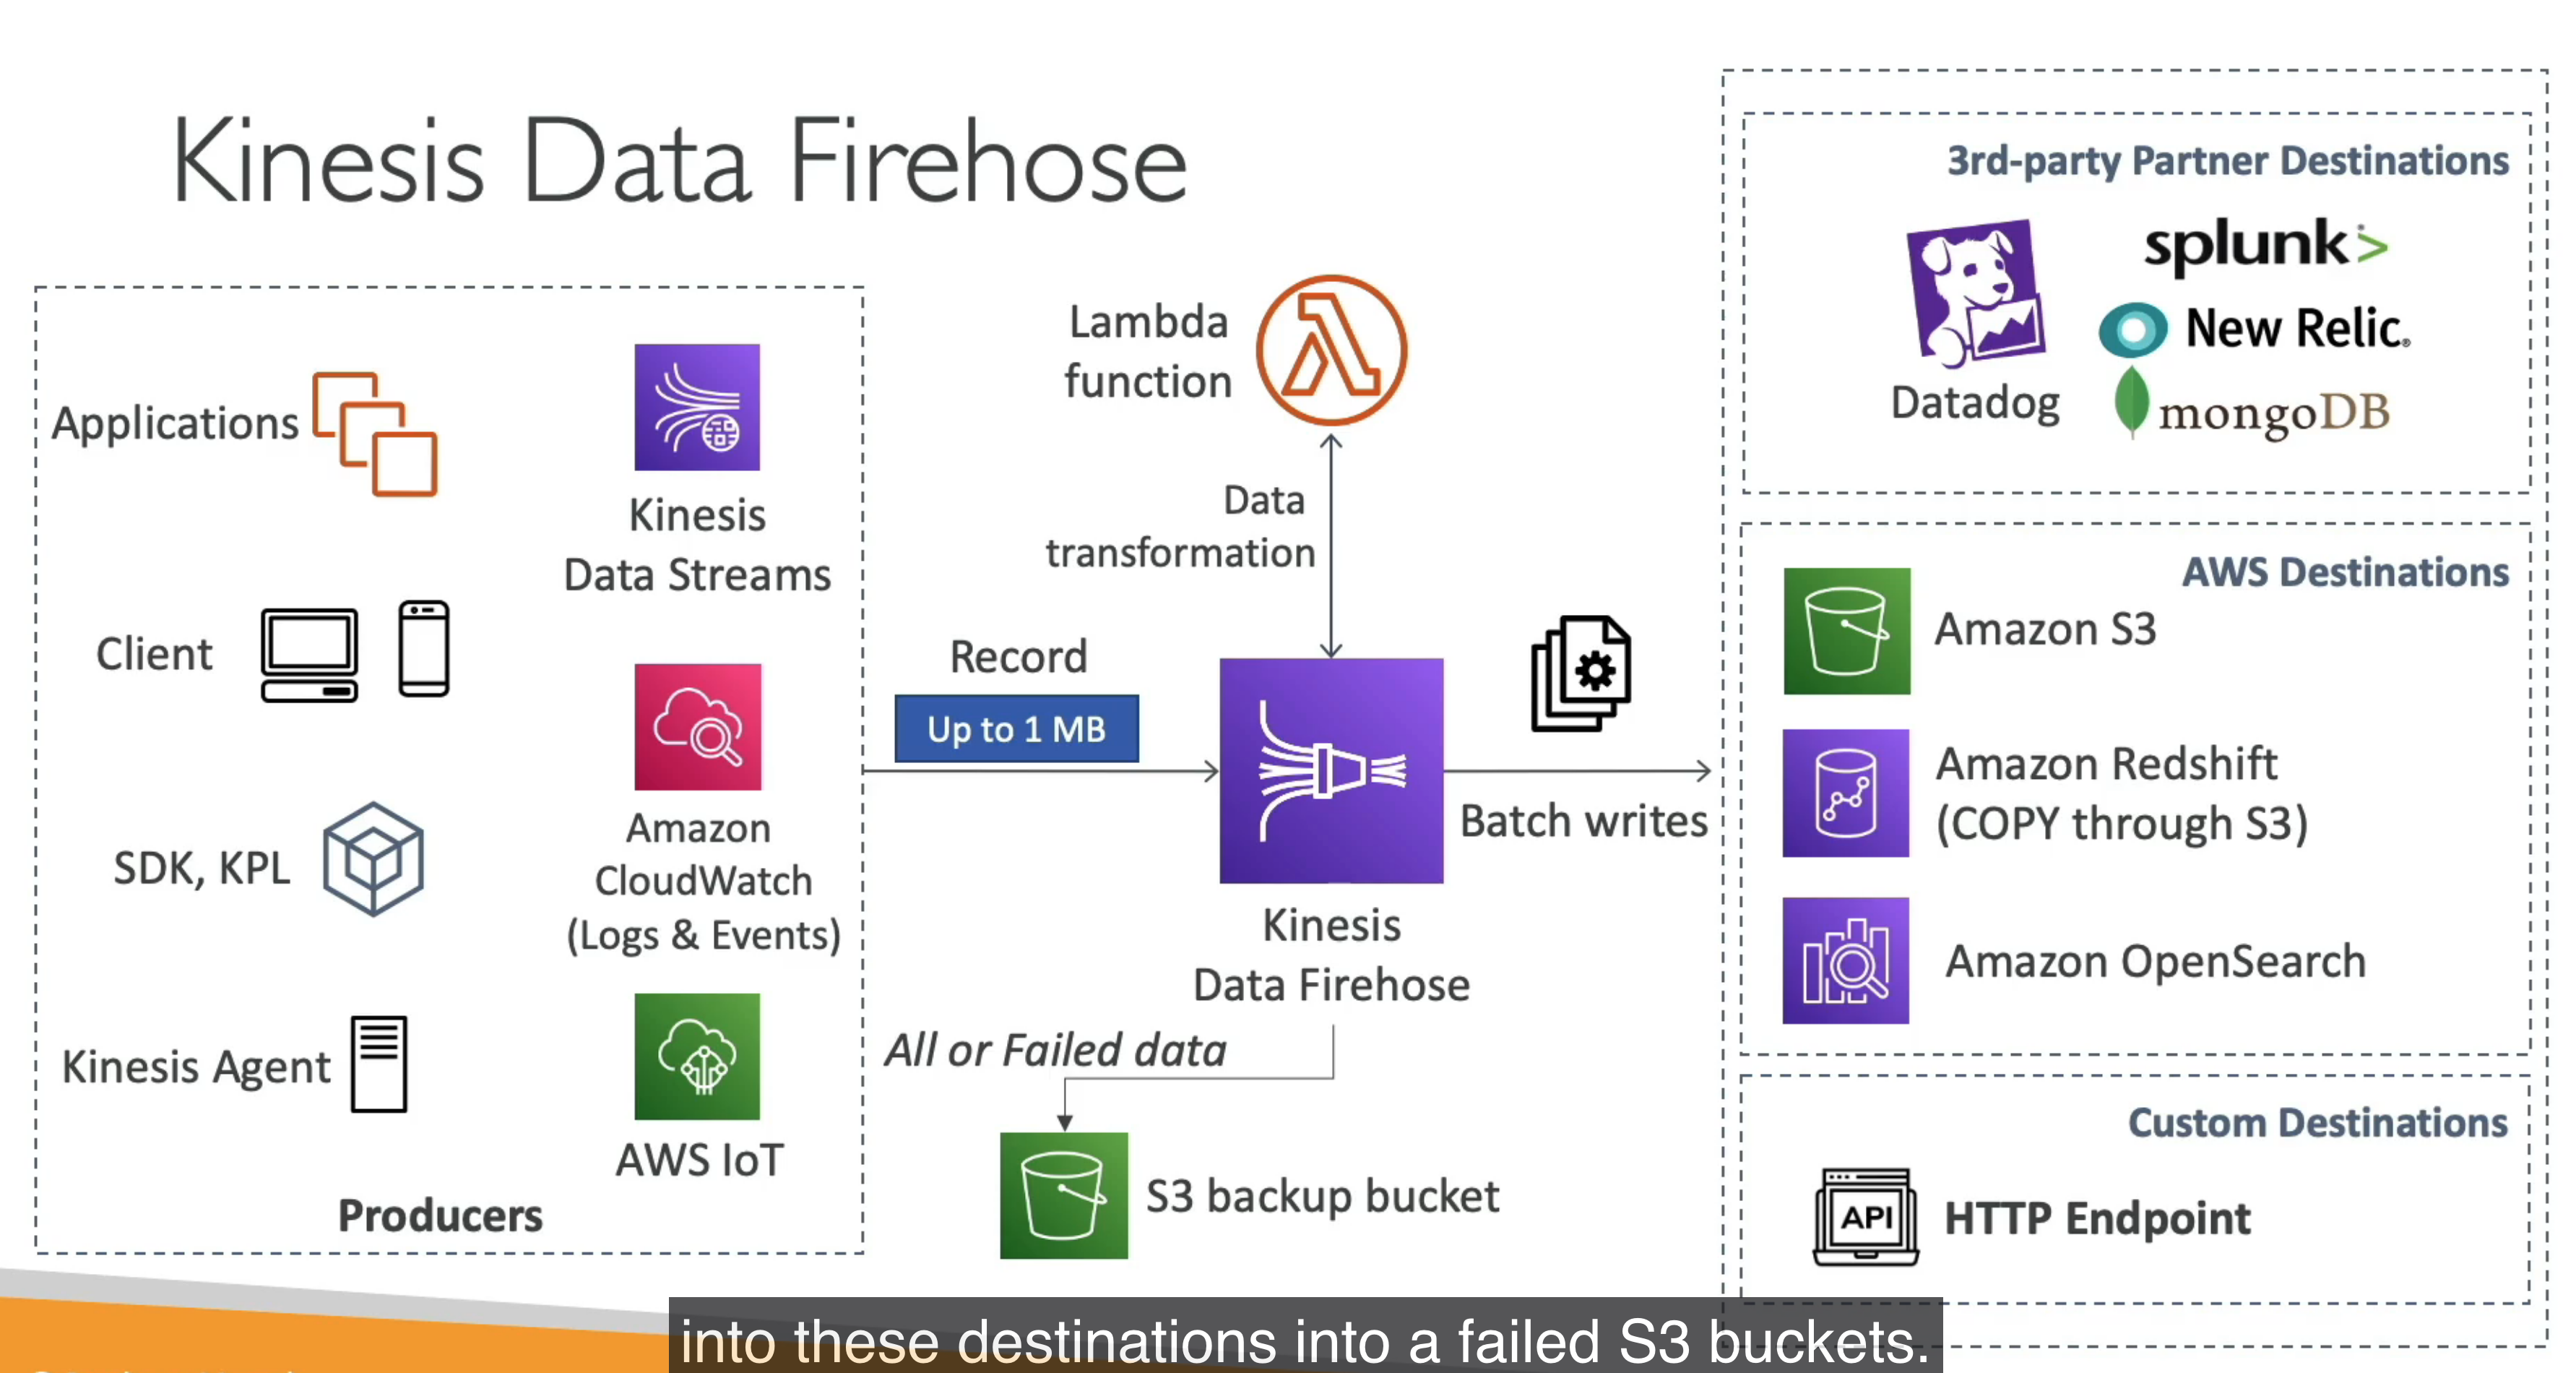 Kinesis Data Firehose
Applications
Client
SDK, KPL
Kinesis Agent
Kinesis
Data Streams
Amazon
CloudWatch
(Logs & Events)
AWS IoT
Producers
Record
Up to 1 MB
Lambda
function
Data
transformation
Kinesis
Data Firehose
All or Failed data
S3 backup bucket
Batch writes
3rd-party Partner Destinations
Datadog
splunk>
New Relic®
mongoDB
AWS Destinations
Amazon S3
Amazon Redshift
(COPY through S3)
Amazon OpenSearch
Custom Destinations
API
HTTP Endpoint
into these destinations into a failed S3 buckets.